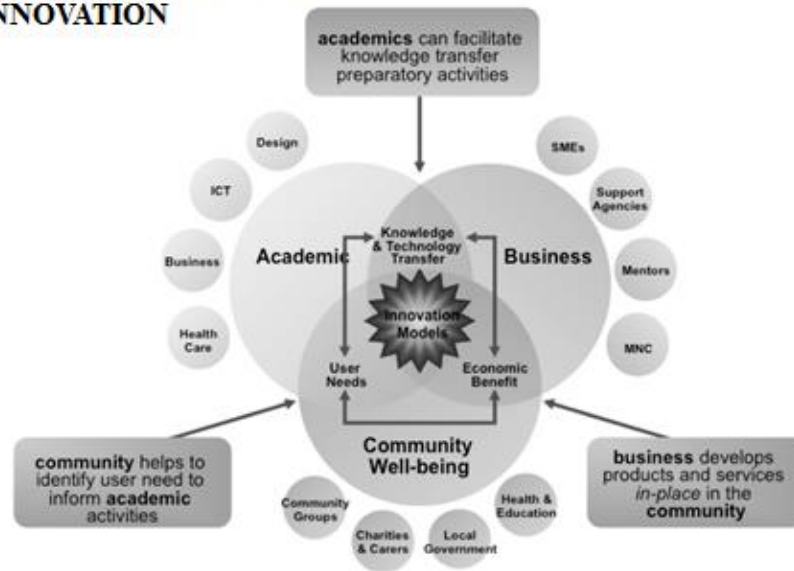 NNOVATION
academics can facilitate
knowledge transfer
preparatory activities
Design
SMEs
ICT
Support
Agencies
Academic
Knowledge
& Technology
Transfer
Business
Business
Mentors
Innovation
Models
Health
Care
MNC
User
Needs
Economic
Benefit
Community
Well-being
community helps to
identify user need to
inform academic
activities
business develops
products and services
in-place in the
community
Community
Groups
Charities
& Carers
Local
Government
Health &
Education